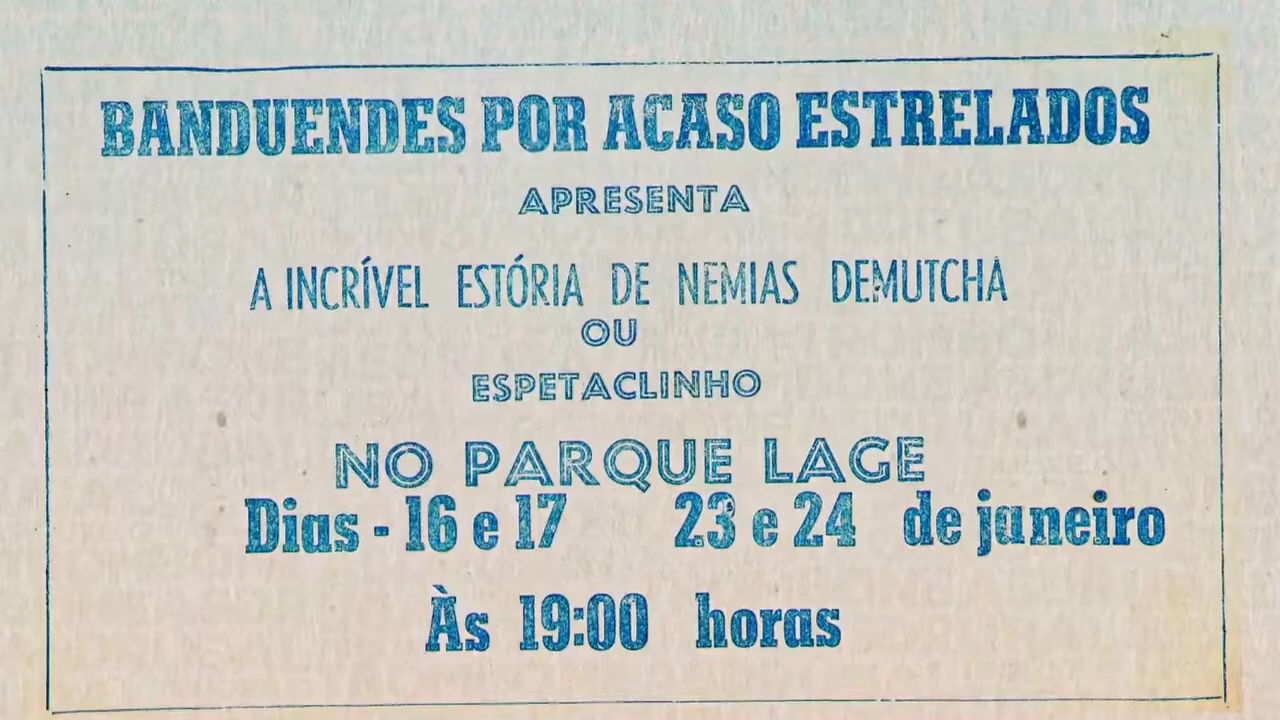 BANDUENDES POR ACASO ESTRELADOS
APRESENTA
A INCRÍVEL ESTÓRIA DE NEMIAS DEMUTCHA
OU
ESPETACLINHO
NO PARQUE LAGE
Dias - 16 e 17 23 e 24 de janeiro
Às 19:00 horas